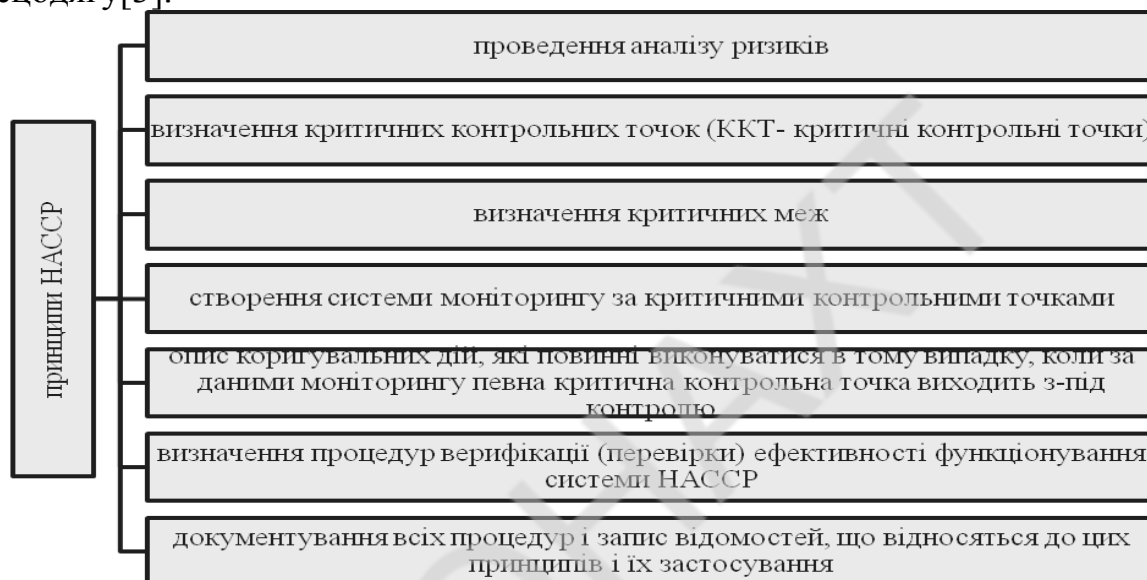 принципи НАССР
проведення аналізу ризиків
визначення критичних контрольних точок (ККТ- критичні контрольні точки)
визначення критичних меж
створення системи моніторингу за критичними контрольними точками
опис коригувальних дій, які повинні виконуватися в тому випадку, коли за
даними моніторингу певна критична контрольна точка виходить з-під
контролю
визначення процедур верифікації (перевірки) ефективності функціонування
системи НАССР
документування всіх процедур і запис відомостей, що відносяться до цих
принципів і їх застосування